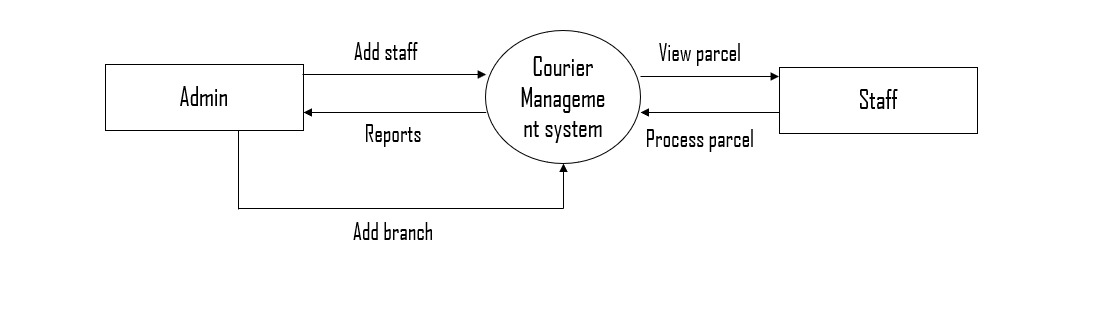 Add staff
View parcel
Courier
Manageme
nt system
Admin
Staff
Reports
Process parcel
Add branch